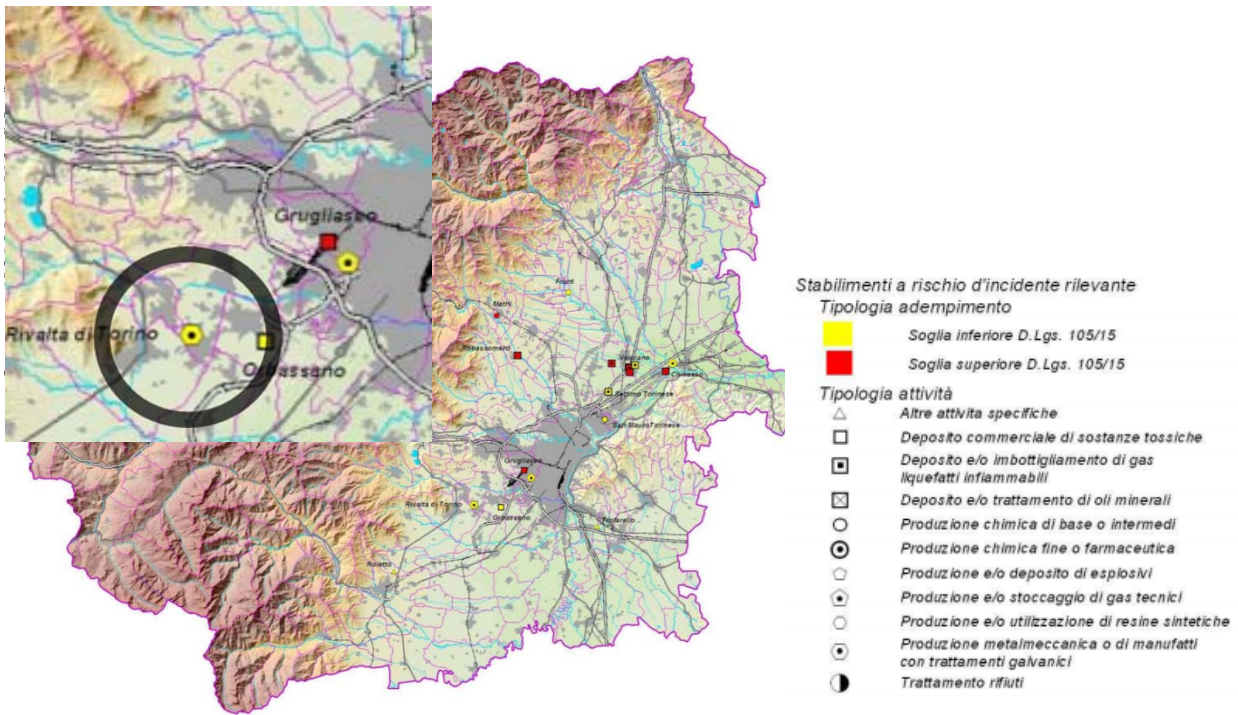 Grugliasco
Rivalta di Torino
Orbassano
Front
Mathi
Robassomero
Volpiano
Chivasso
Settimo Torinese
San Mauro Torinese
Grugliasco
Rivalta di Torino
Orbassano
Roletto
Stabilimenti a rischio d'incidente rilevante
Tipologia adempimento
Soglia inferiore D.Lgs. 105/15
Soglia superiore D.Lgs. 105/15
Tipologia attività
Altre attivita specifiche
Deposito commerciale di sostanze tossiche
Deposito e/o imbottigliamento di gas
liquefatti infiammabili
Deposito e/o trattamento di oli minerali
Produzione chimica di base o intermedi
Produzione chimica fine o farmaceutica
Produzione e/o deposito di esplosivi
Produzione e/o stoccaggio di gas tecnici
Produzione e/o utilizzazione di resine sintetiche
Produzione metalmeccanica o di manufatti
con trattamenti galvanici
Trattamento rifiuti